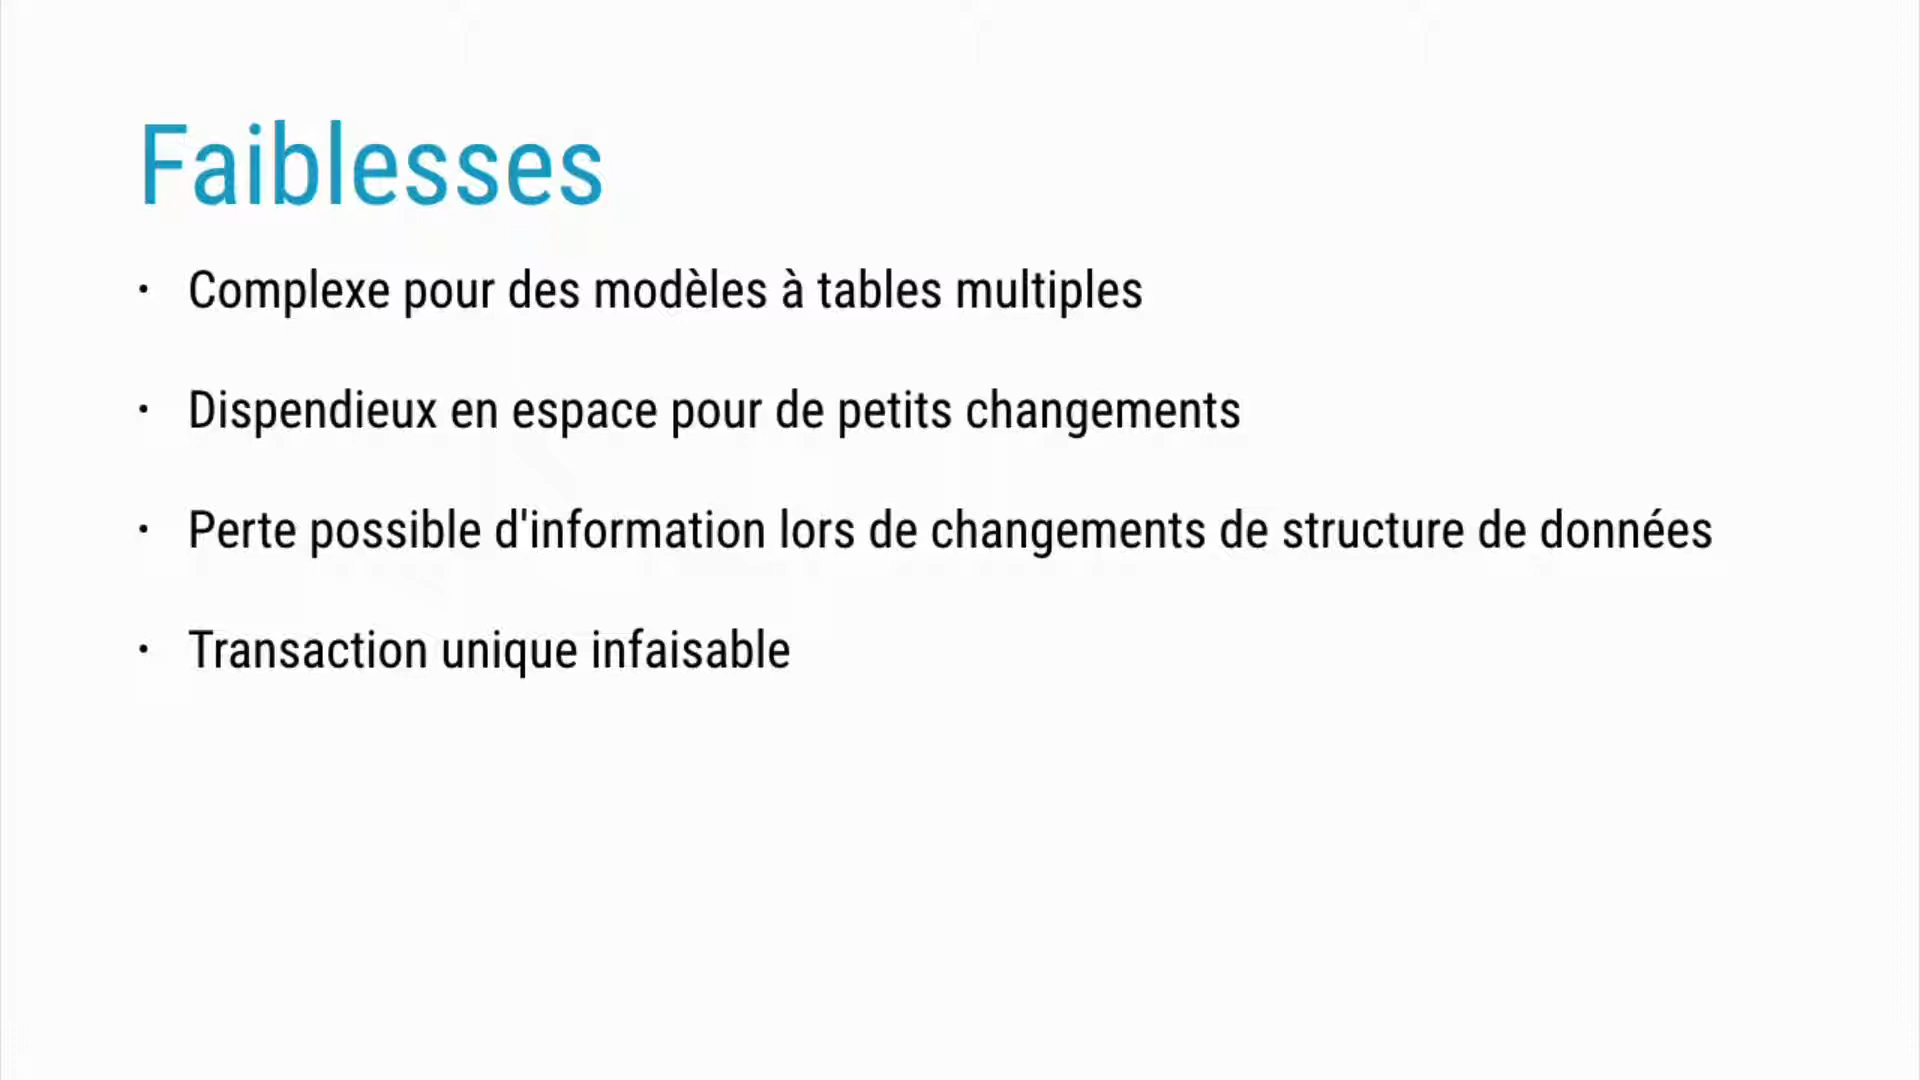 Faiblesses
· Complexe pour des modèles à tables multiples
· Dispendieux en espace pour de petits changements
· Perte possible d'information lors de changements de structure de données
· Transaction unique infaisable